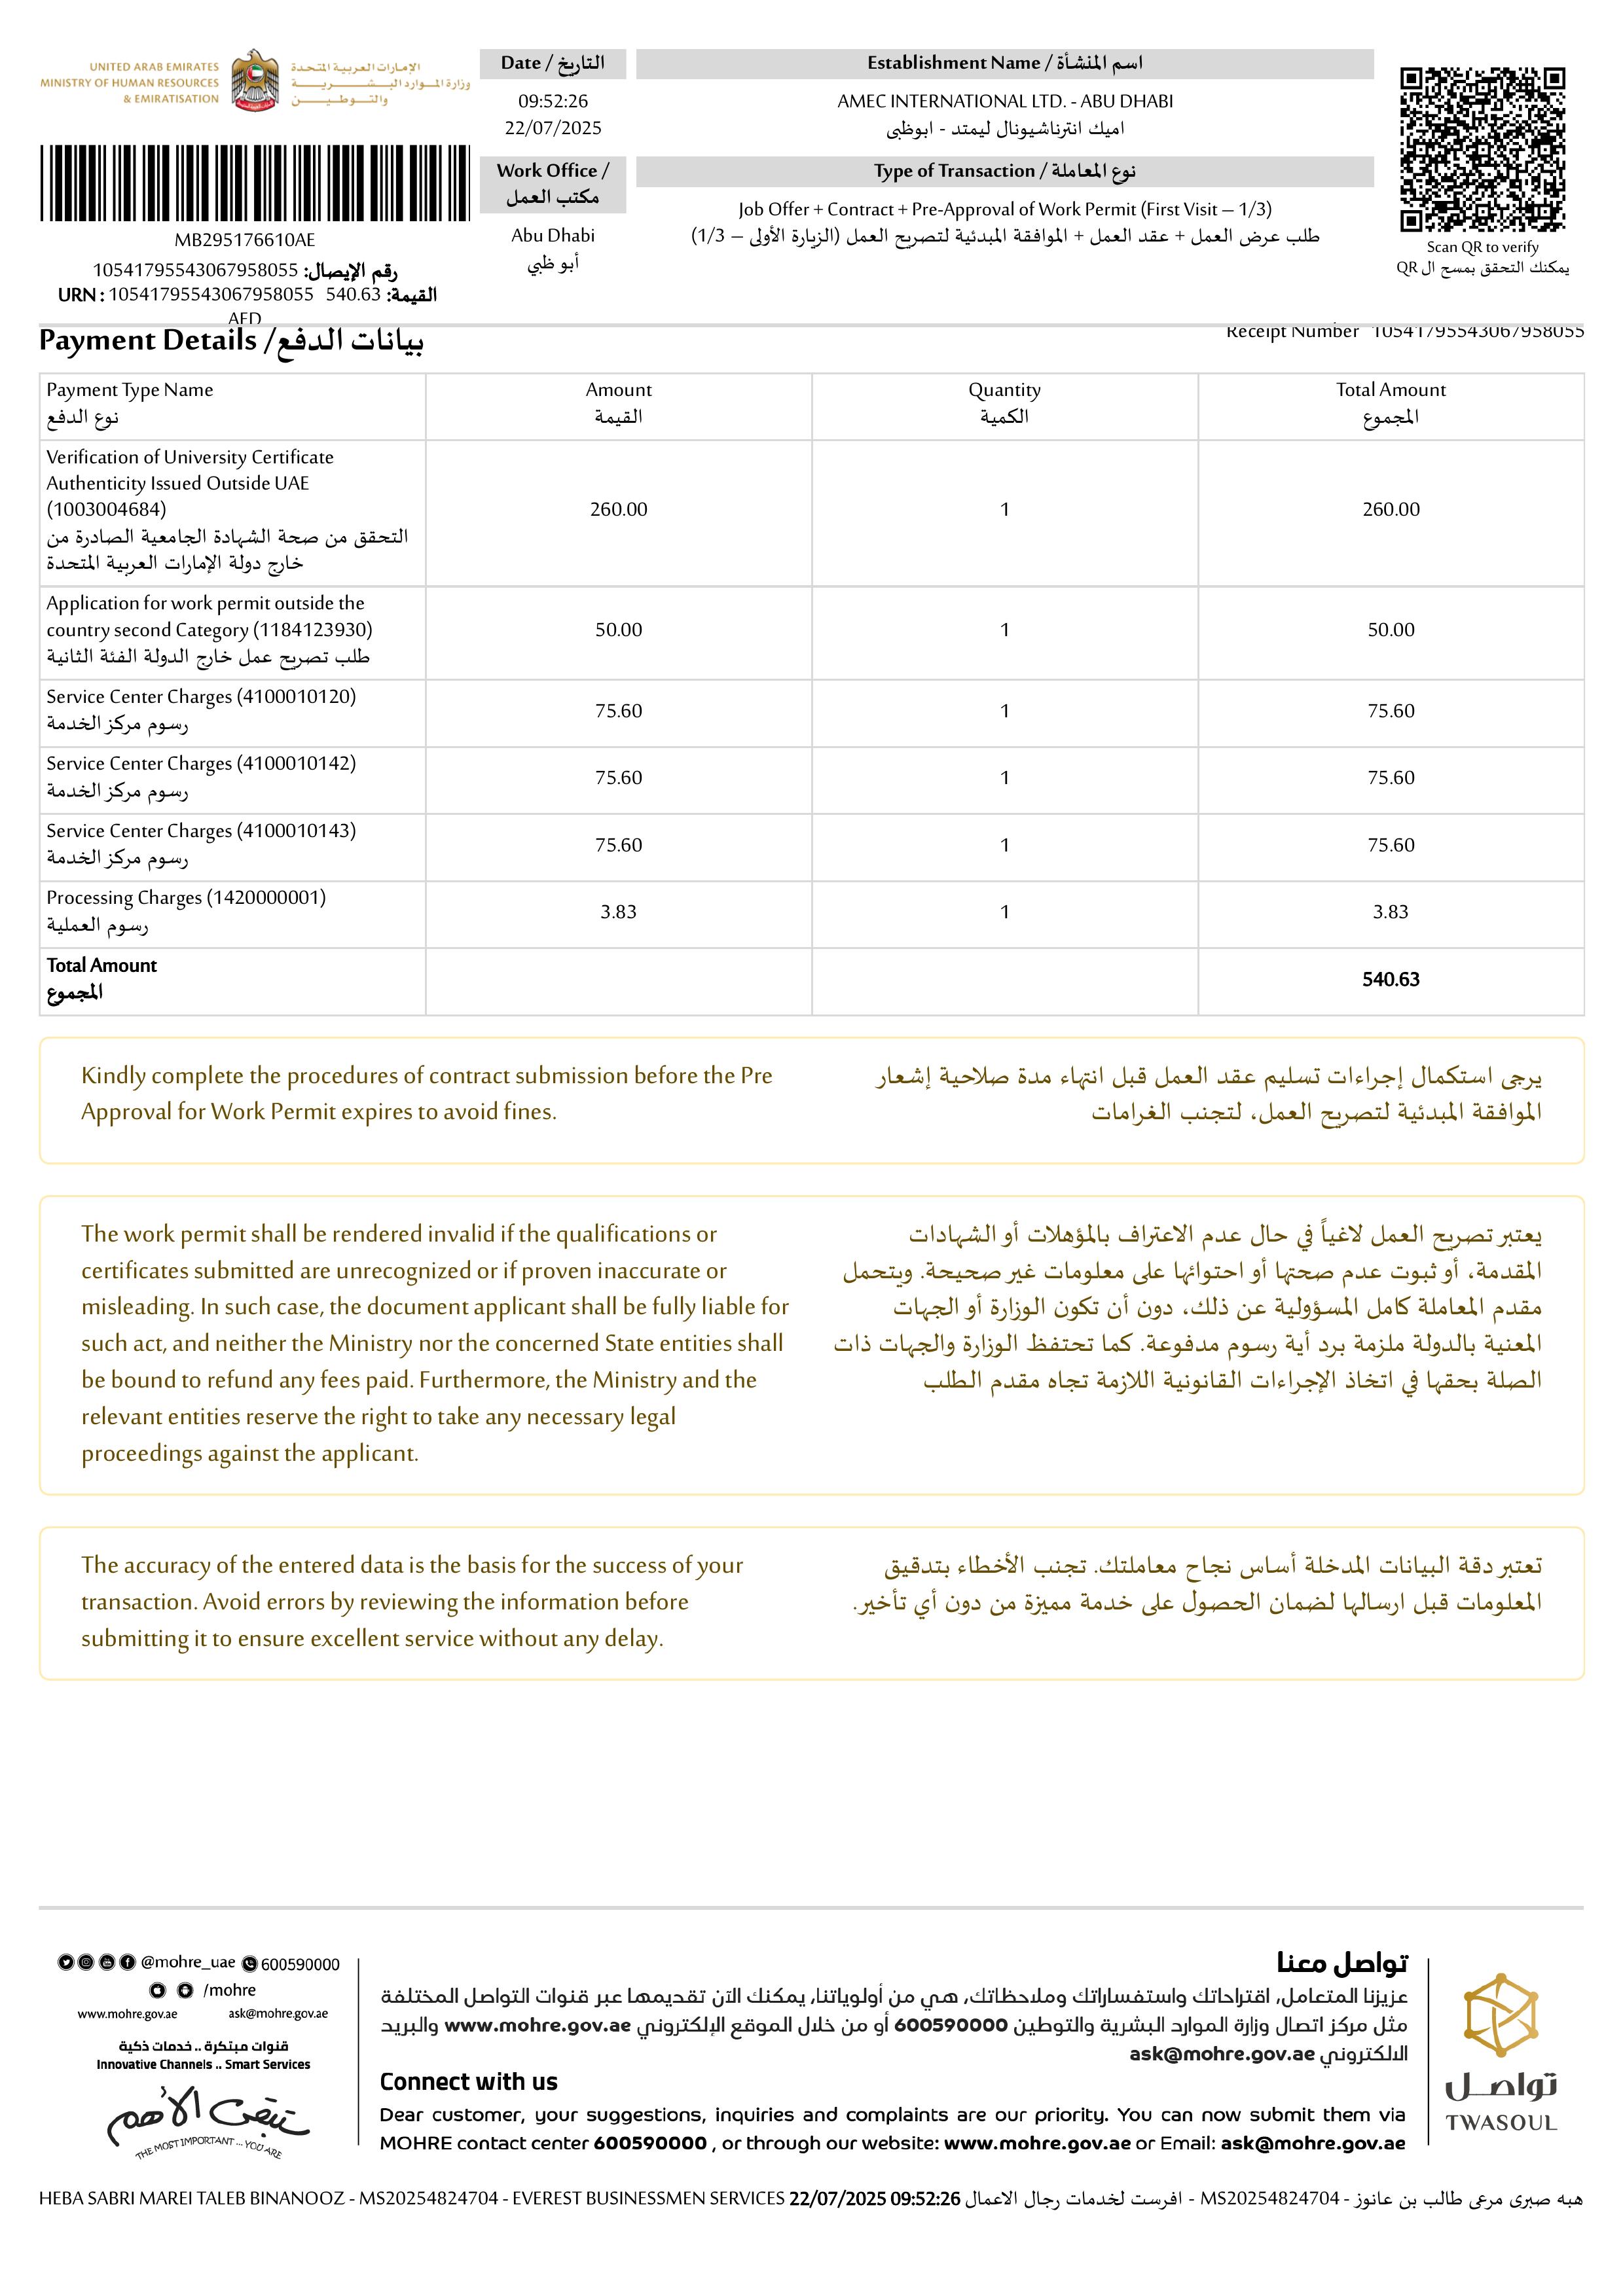 UNITED ARAB EMIRATES
MINISTRY OF HUMAN RESOURCES
& EMIRATISATION
الإمارات العربية المتحدة
وزارة الموارد البشرية
والتوطين
MB295176610AE
رقم الإيصال: 10541795543067958055
URN : 10541795543067958055 القيمة: 540.63
AED
Date / التاريخ
09:52:26
22/07/2025
Work Office /
مكتب العمل
Abu Dhabi
أبو ظبي
Establishment Name / اسم المنشأة
AMEC INTERNATIONAL LTD. - ABU DHABI
اميك انترناشيونال ليمتد - ابوظبى
Type of Transaction / نوع المعاملة
Job Offer + Contract + Pre-Approval of Work Permit (First Visit – 1/3)
طلب عرض العمل + عقد العمل + الموافقة المبدئية لتصريح العمل (الزيارة الأولى – 1/3)
Scan QR to verify
يمكنك التحقق بمسح ال QR
Payment Details / بيانات الدفع
Receipt Number 10541795543067958055
Payment Type Name Amount Quantity Total Amount
نوع الدفع القيمة الكمية المجموع
Verification of University Certificate
Authenticity Issued Outside UAE
(1003004684) 260.00 1 260.00
التحقق من صحة الشهادة الجامعية الصادرة من
خارج دولة الإمارات العربية المتحدة
Application for work permit outside the
country second Category (1184123930) 50.00 1 50.00
طلب تصريح عمل خارج الدولة الفئة الثانية
Service Center Charges (4100010120) 75.60 1 75.60
رسوم مركز الخدمة
Service Center Charges (4100010142) 75.60 1 75.60
رسوم مركز الخدمة
Service Center Charges (4100010143) 75.60 1 75.60
رسوم مركز الخدمة
Processing Charges (1420000001) 3.83 1 3.83
رسوم العملية
Total Amount 540.63
المجموع
Kindly complete the procedures of contract submission before the Pre
Approval for Work Permit expires to avoid fines.
يرجى استكمال إجراءات تسليم عقد العمل قبل انتهاء مدة صلاحية إشعار
الموافقة المبدئية لتصريح العمل، لتجنب الغرامات
The work permit shall be rendered invalid if the qualifications or
certificates submitted are unrecognized or if proven inaccurate or
misleading. In such case, the document applicant shall be fully liable for
such act, and neither the Ministry nor the concerned State entities shall
be bound to refund any fees paid. Furthermore, the Ministry and the
relevant entities reserve the right to take any necessary legal
proceedings against the applicant.
يعتبر تصريح العمل لاغياً في حال عدم الاعتراف بالمؤهلات أو الشهادات
المقدمة، أو ثبوت عدم صحتها أو احتوائها على معلومات غير صحيحة. ويتحمل
مقدم المعاملة كامل المسؤولية عن ذلك، دون أن تكون الوزارة أو الجهات
المعنية بالدولة ملزمة برد أية رسوم مدفوعة. كما تحتفظ الوزارة والجهات ذات
الصلة بحقها في اتخاذ الإجراءات القانونية اللازمة تجاه مقدم الطلب
The accuracy of the entered data is the basis for the success of your
transaction. Avoid errors by reviewing the information before
submitting it to ensure excellent service without any delay.
تعتبر دقة البيانات المدخلة أساس نجاح معاملتك. تجنب الأخطاء بتدقيق
المعلومات قبل ارسالها لضمان الحصول على خدمة مميزة من دون أي تأخير.
@mohre_uae 600590000
/mohre
www.mohre.gov.ae ask@mohre.gov.ae
قنوات مبتكرة .. خدمات ذكية
Innovative Channels .. Smart Services
ستبقى الأهم
THE MOST IMPORTANT ... YOU ARE
تواصل معنا
عزيزنا المتعامل, اقتراحاتك واستفساراتك وملاحظاتك, هي من أولوياتنا, يمكنك الآن تقديمها عبر قنوات التواصل المختلفة
مثل مركز اتصال وزارة الموارد البشرية والتوطين 600590000 أو من خلال الموقع الإلكتروني www.mohre.gov.ae والبريد
الالكتروني ask@mohre.gov.ae
Connect with us
Dear customer, your suggestions, inquiries and complaints are our priority. You can now submit them via
MOHRE contact center 600590000 , or through our website: www.mohre.gov.ae or Email: ask@mohre.gov.ae
تواصل
TWASOUL
HEBA SABRI MAREI TALEB BINANOOZ - MS20254824704 - EVEREST BUSINESSMEN SERVICES 22/07/2025 09:52:26 هبه صبرى مرعى طالب بن عانوز - MS20254824704 - افرست لخدمات رجال الاعمال